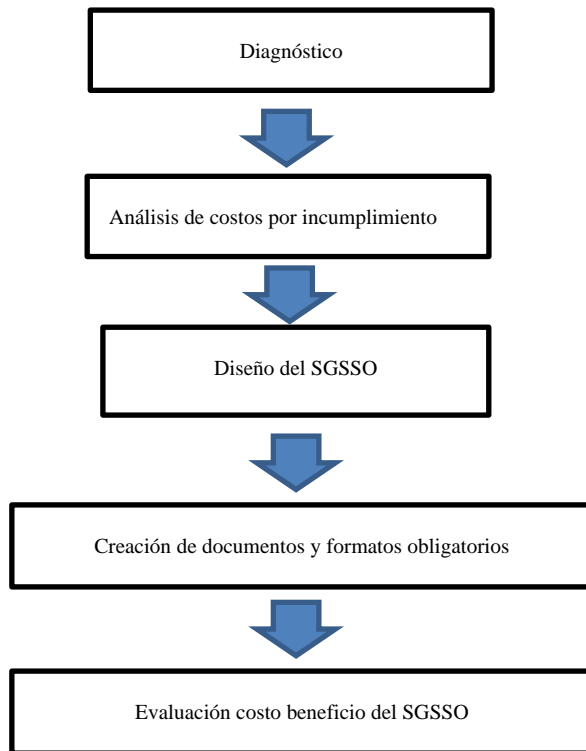 Diagnóstico
Análisis de costos por incumplimiento
Diseño del SGSSO
Creación de documentos y formatos obligatorios
Evaluación costo beneficio del SGSSO